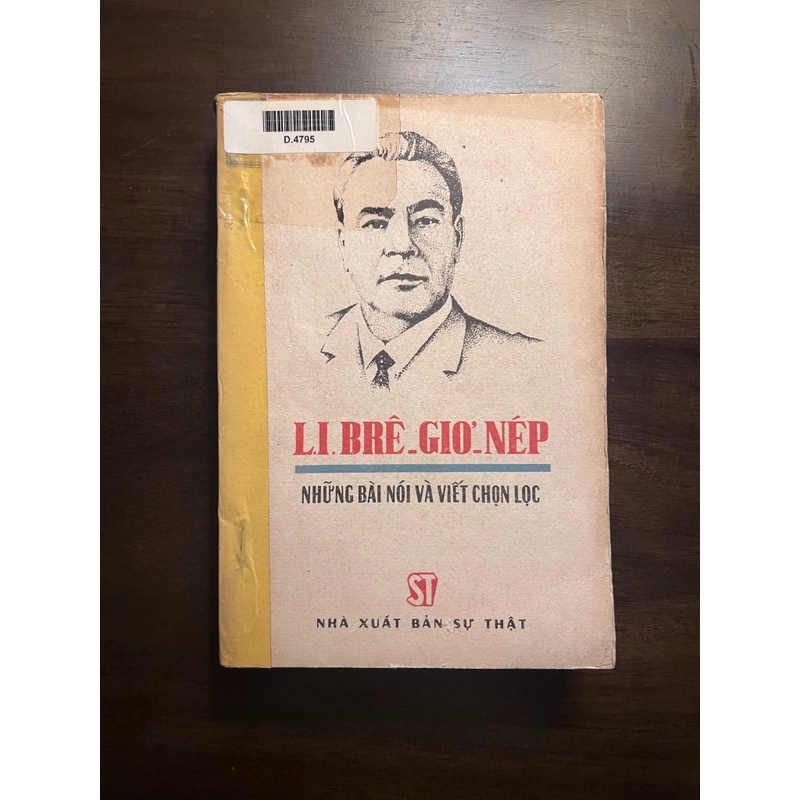 D.4795
L.I. BRÊ-GIƠ-NÉP
NHỮNG BÀI NÓI VÀ VIẾT CHỌN LỌC
ST
NHÀ XUẤT BẢN SỰ THẬT